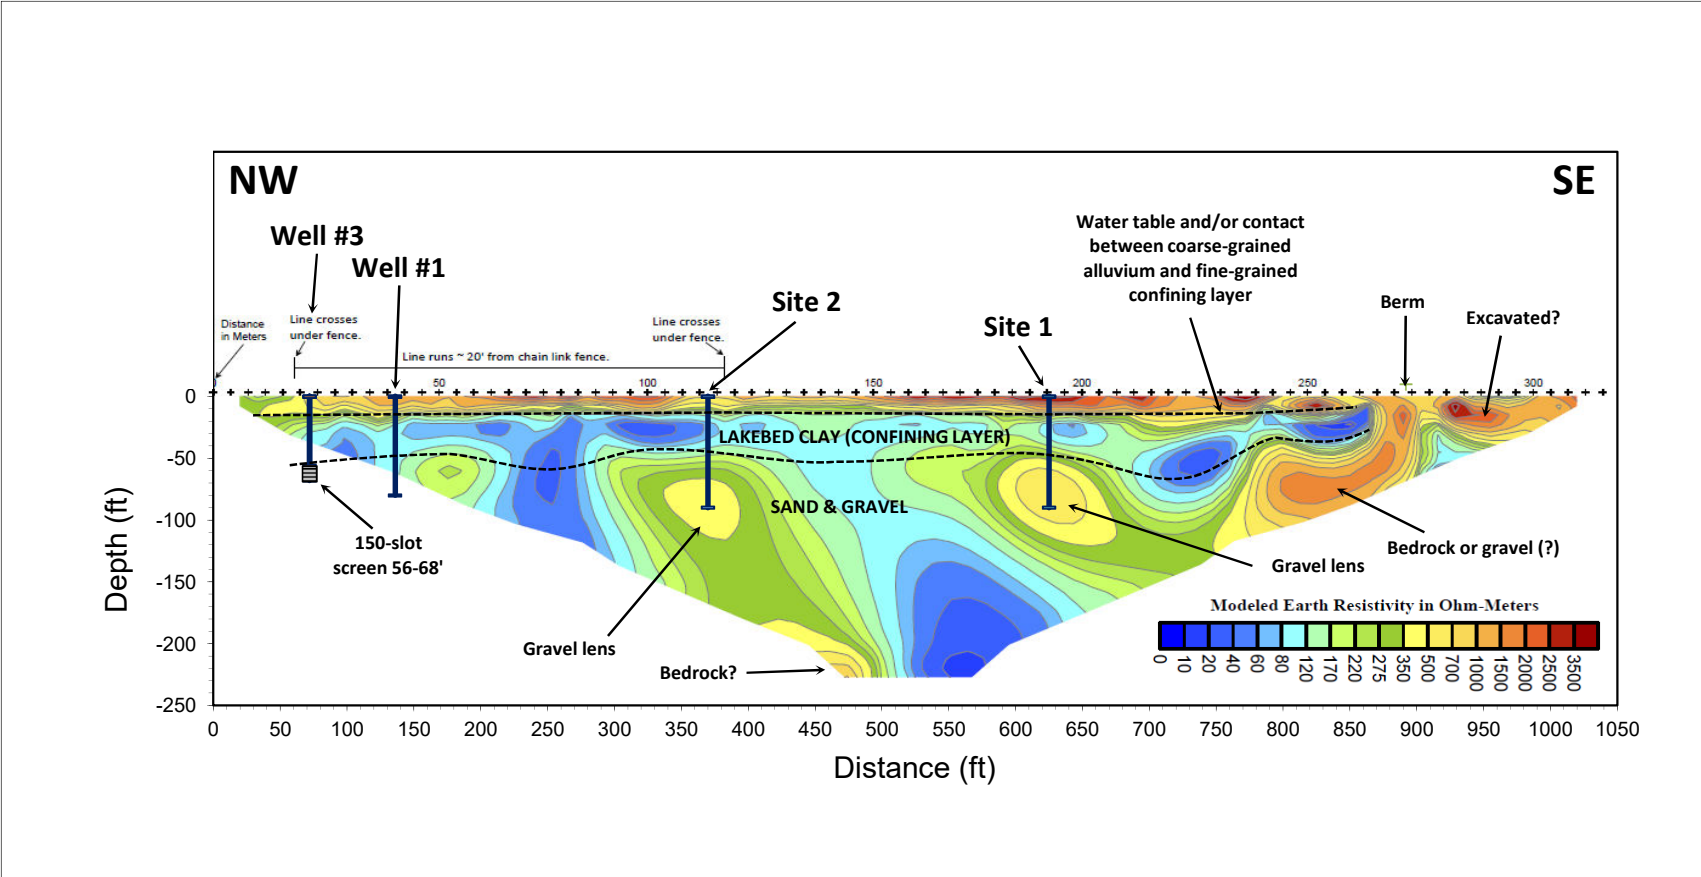 NW
SE
Well #3
Well #1
Site 2
Site 1
Water table and/or contact
between coarse-grained
alluvium and fine-grained
confining layer
Berm
Excavated?
Distance
in Meters
Line crosses
under fence.
Line crosses
under fence.
Line runs ~ 20' from chain link fence.
0 50 100 150 200 250 300
LAKEBED CLAY (CONFINING LAYER)
SAND & GRAVEL
150-slot
screen 56-68'
Gravel lens
Bedrock?
Gravel lens
Bedrock or gravel (?)
Modeled Earth Resistivity in Ohm-Meters
0 10 20 40 60 80 120 170 220 275 350 500 700 1000 1500 2000 2500 3500
Depth (ft)
0
-50
-100
-150
-200
-250
0 50 100 150 200 250 300 350 400 450 500 550 600 650 700 750 800 850 900 950 1000 1050
Distance (ft)